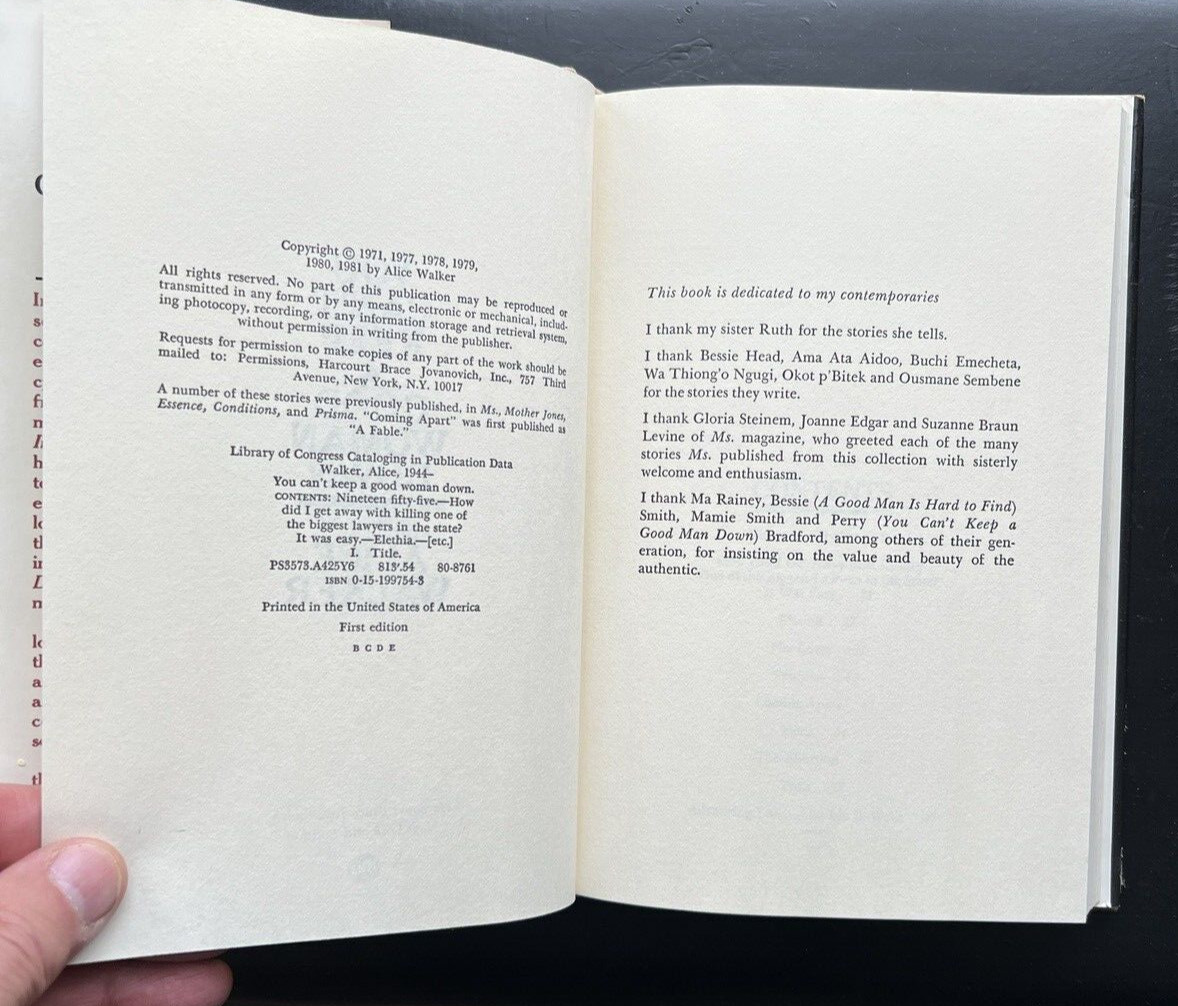 Copyright © 1971, 1977, 1978, 1979,
1980, 1981 by Alice Walker
All rights reserved. No part of this publication may be reproduced or
transmitted in any form or by any means, electronic or mechanical, includ-
ing photocopy, recording, or any information storage and retrieval system,
without permission in writing from the publisher.
Requests for permission to make copies of any part of the work should be
mailed to: Permissions, Harcourt Brace Jovanovich, Inc., 757 Third
Avenue, New York, N.Y. 10017
A number of these stories were previously published, in Ms., Mother Jones,
Essence, Conditions, and Prisma. "Coming Apart" was first published as
"A Fable."
Library of Congress Cataloging in Publication Data
Walker, Alice, 1944–
You can't keep a good woman down.
CONTENTS: Nineteen fifty-five.—How
did I get away with killing one of
the biggest lawyers in the state?
It was easy.—Elethia.—[etc.]
I. Title.
PS3573.A425Y6 813'.54 80-8761
ISBN 0-15-199754-3
Printed in the United States of America
First edition
B C D E
This book is dedicated to my contemporaries
I thank my sister Ruth for the stories she tells.
I thank Bessie Head, Ama Ata Aidoo, Buchi Emecheta,
Wa Thiong'o Ngugi, Okot p'Bitek and Ousmane Sembene
for the stories they write.
I thank Gloria Steinem, Joanne Edgar and Suzanne Braun
Levine of Ms. magazine, who greeted each of the many
stories Ms. published from this collection with sisterly
welcome and enthusiasm.
I thank Ma Rainey, Bessie (A Good Man Is Hard to Find)
Smith, Mamie Smith and Perry (You Can't Keep a
Good Man Down) Bradford, among others of their gen-
eration, for insisting on the value and beauty of the
authentic.